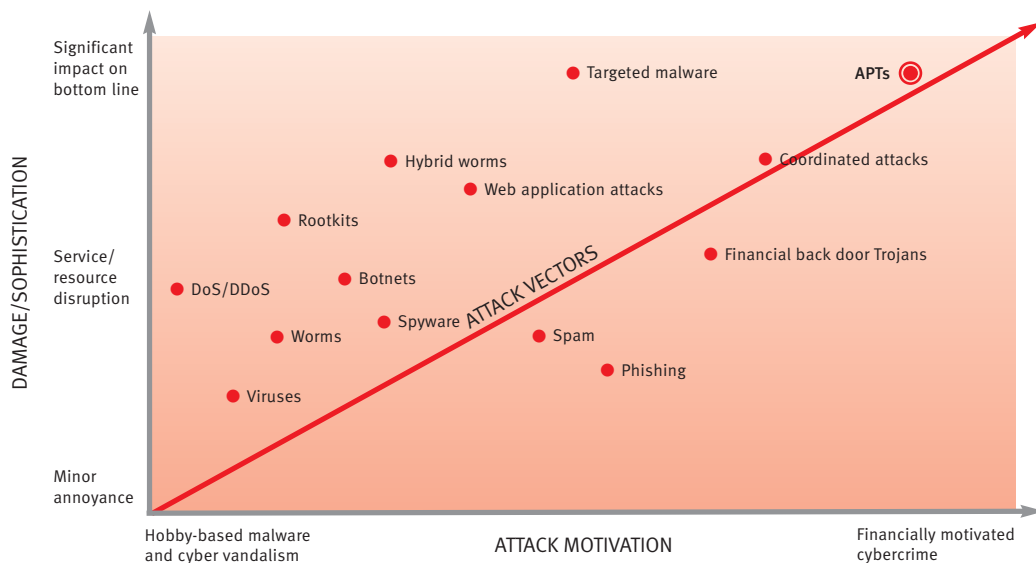 Significant
impact on
bottom line
Targeted malware
APTs
Hybrid worms
Coordinated attacks
Web application attacks
Rootkits
DAMAGE/SOPHISTICATION
Service/
resource
disruption
Financial back door Trojans
ATTACK VECTORS
Botnets
DoS/DDoS
Spyware
Worms
Spam
Phishing
Viruses
Minor
annoyance
Hobby-based malware
and cyber vandalism
ATTACK MOTIVATION
Financially motivated
cybercrime